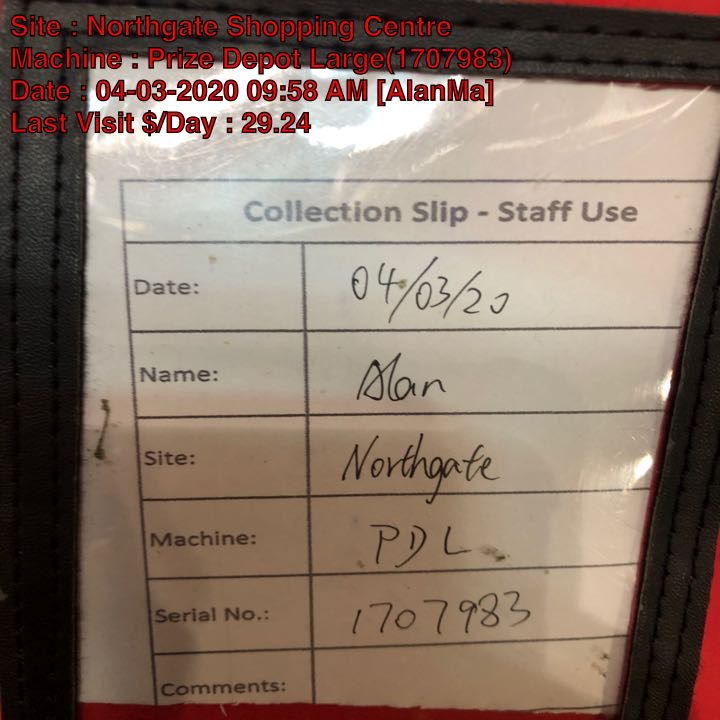 Site : Northgate Shopping Centre
Machine : Prize Depot Large(1707983)
Date : 04-03-2020 09:58 AM [AlanMa]
Last Visit $/Day : 29.24
Collection Slip - Staff Use
Date: 04/03/20
Name: Alan
Site: Northgate
Machine: PDL
Serial No.: 1707983
Comments: